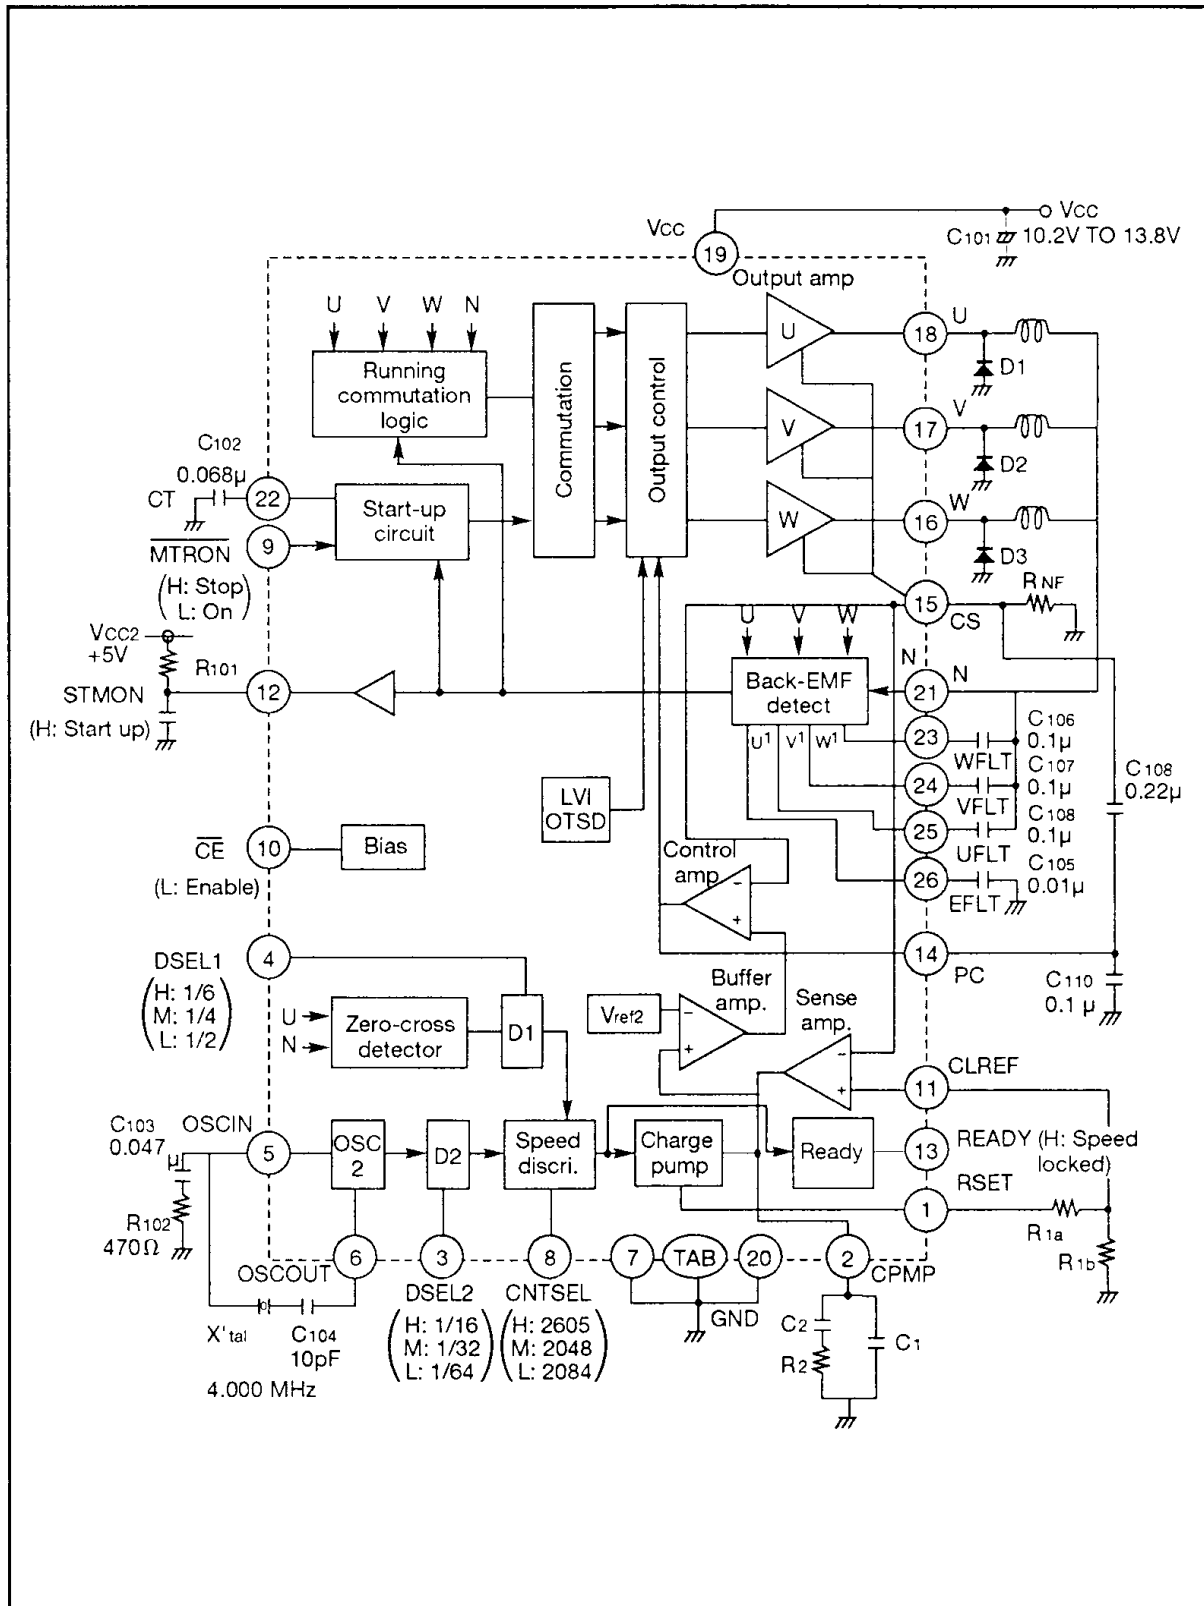 Vcc
Vcc
C101
10.2V TO 13.8V
19
Output amp
U
V
W
N
Running
commutation
logic
Commutation
Output control
U
18
U
D1
V
17
V
D2
W
16
W
D3
C102
0.068µ
CT
22
Start-up
circuit
MTRON
9
(H: Stop
L: On)
RNF
15
CS
Vcc2
+5V
R101
STMON
12
(H: Start up)
U
V
W
Back-EMF
detect
N
21
N
U1
V1
W1
23
WFLT
C106
0.1µ
24
VFLT
C107
0.1µ
25
UFLT
C108
0.1µ
26
EFLT
C105
0.01µ
C108
0.22µ
LVI
OTSD
CE
10
Bias
(L: Enable)
Control
amp
-
+
14
PC
C110
0.1 µ
DSEL1
4
(H: 1/6
M: 1/4
L: 1/2)
U
N
Zero-cross
detector
D1
Vref2
Buffer
amp.
-
+
Sense
amp.
-
+
11
CLREF
C103
0.047
µ
OSCIN
5
OSC
2
D2
Speed
discri.
Charge
pump
Ready
13
READY (H: Speed
locked)
RSET
1
R1a
R1b
R102
470Ω
6
OSCOUT
3
8
7
TAB
20
2
CPMP
GND
X'tal
C104
10pF
4.000 MHz
DSEL2
(H: 1/16
M: 1/32
L: 1/64)
CNTSEL
(H: 2605
M: 2048
L: 2084)
C2
R2
C1